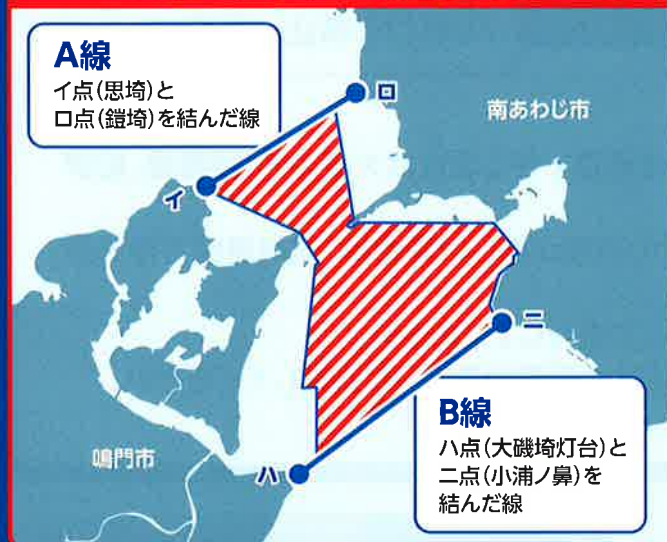 A線
イ点(思埼)と
ロ点(鎧埼)を結んだ線
ロ
南あわじ市
イ
ニ
B線
ハ点(大磯埼灯台)と
ニ点(小浦ノ鼻)を
結んだ線
鳴門市
ハ